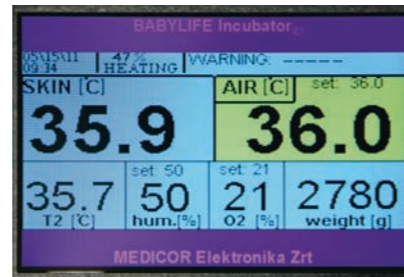 BABYLIFE Incubator
05\15\11 47% WARNING: -----
09:34 HEATING
SKIN [°C] AIR [°C] set: 36.0
35.9 36.0
set: 50 set: 21
35.7 50 21 2780
T2 [°C] hum.[%] O2 [%] weight [g]
MEDICOR Elektronika Zrt